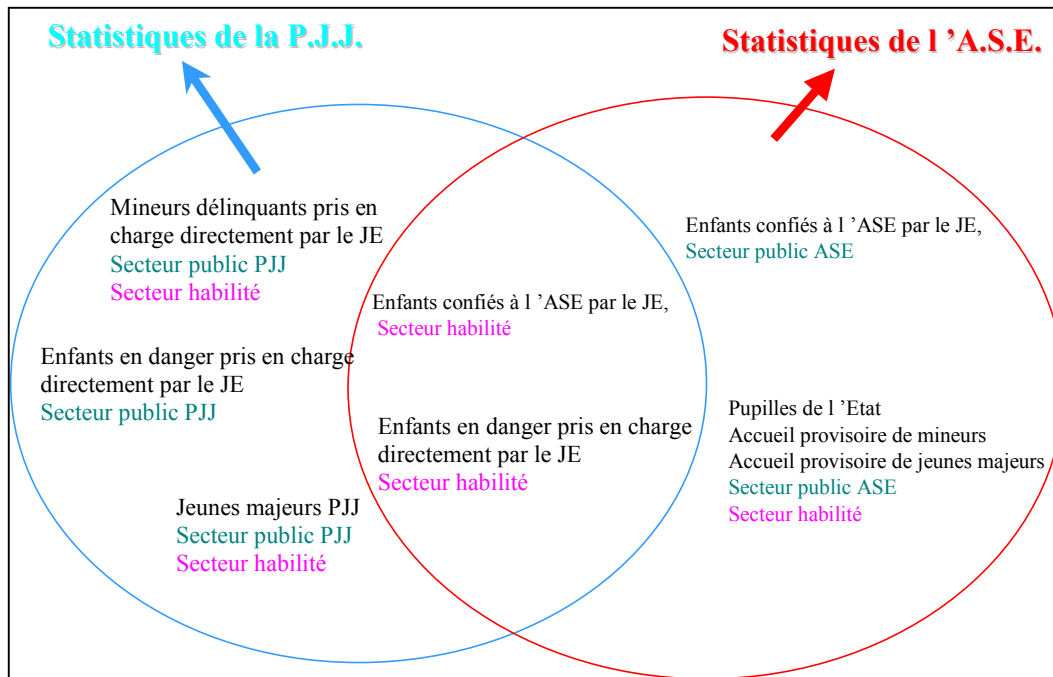 Statistiques de la P.J.J.
Statistiques de l ’A.S.E.
Mineurs délinquants pris en
charge directement par le JE
Secteur public PJJ
Secteur habilité
Enfants en danger pris en charge
directement par le JE
Secteur public PJJ
Jeunes majeurs PJJ
Secteur public PJJ
Secteur habilité
Enfants confiés à l ’ASE par le JE,
Secteur habilité
Enfants en danger pris en charge
directement par le JE
Secteur habilité
Enfants confiés à l ’ASE par le JE,
Secteur public ASE
Pupilles de l ’Etat
Accueil provisoire de mineurs
Accueil provisoire de jeunes majeurs
Secteur public ASE
Secteur habilité